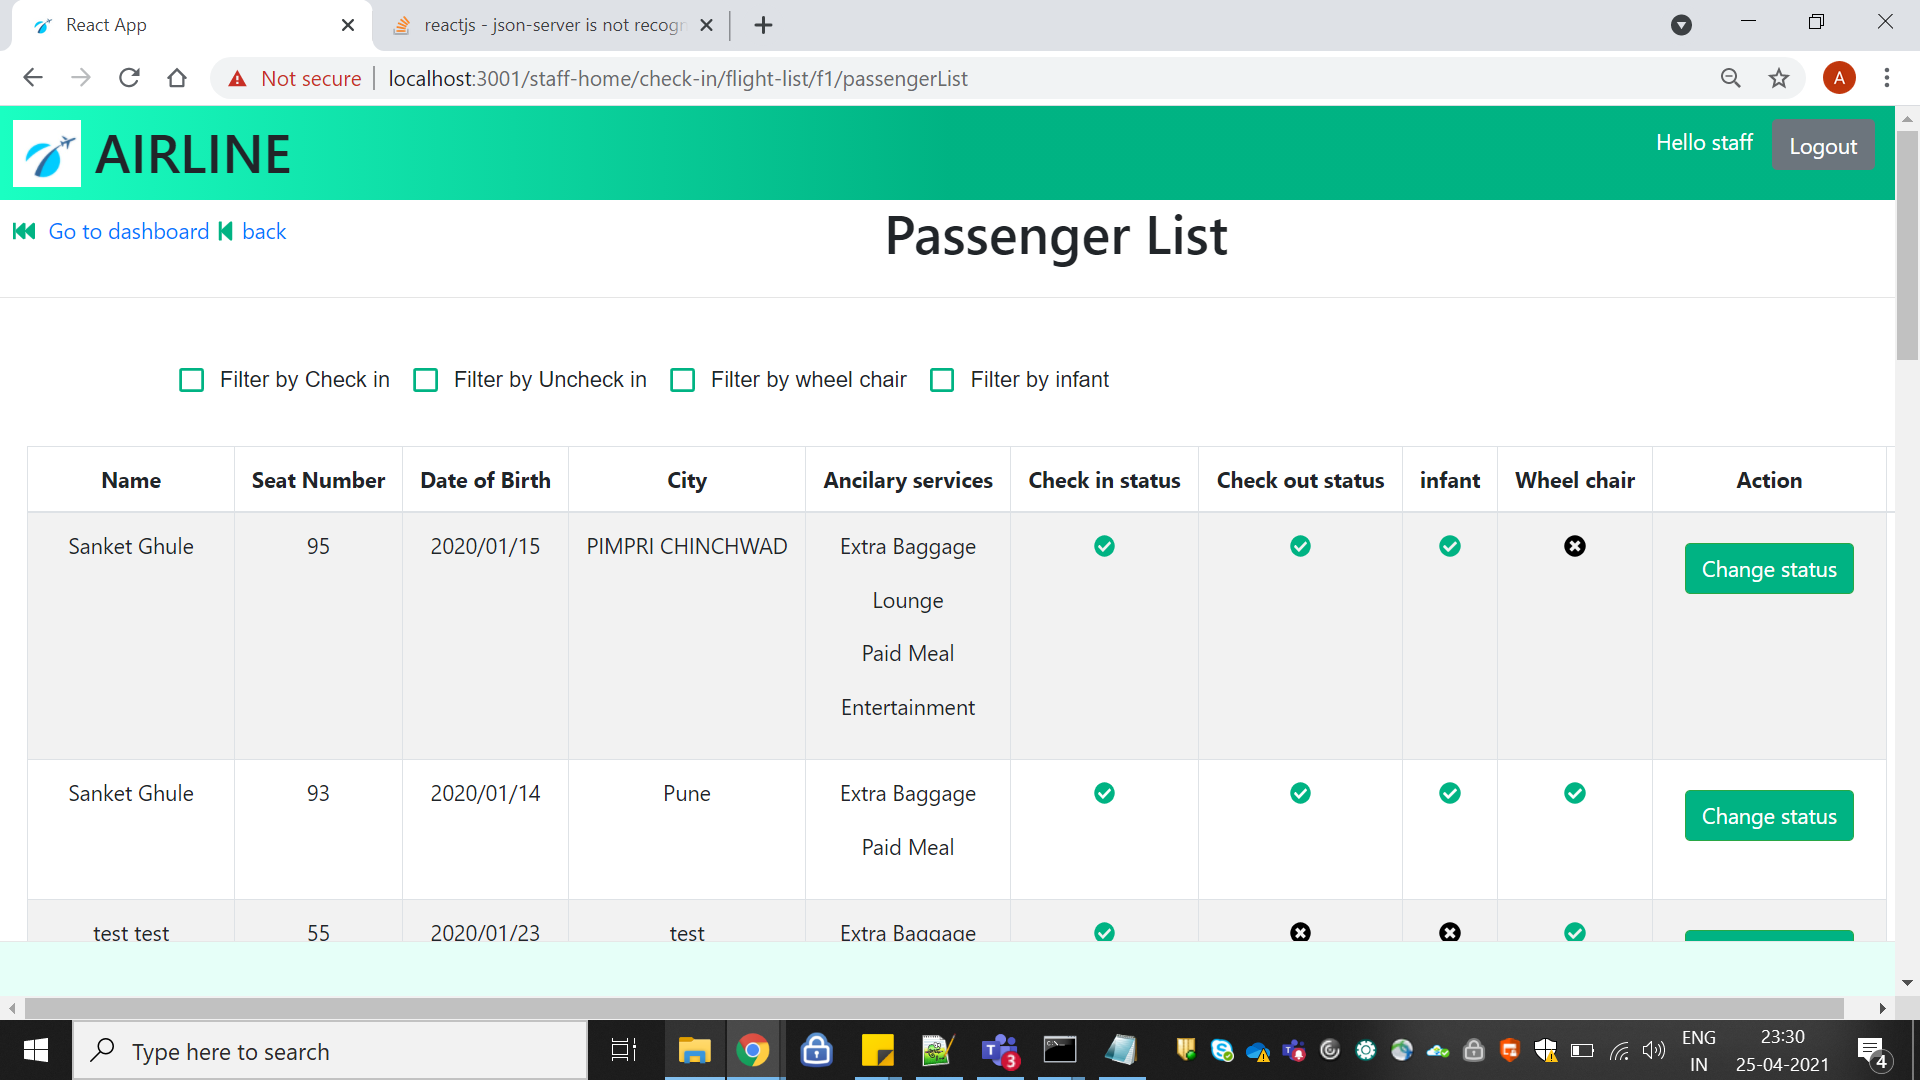 React App
reactjs - json-server is not recogn
Not secure
localhost:3001/staff-home/check-in/flight-list/f1/passengerList
A
AIRLINE
Hello staff
Logout
Go to dashboard back
Passenger List
Filter by Check in Filter by Uncheck in Filter by wheel chair Filter by infant
Name Seat Number Date of Birth City Ancilary services Check in status Check out status infant Wheel chair Action
Sanket Ghule 95 2020/01/15 PIMPRI CHINCHWAD Extra Baggage Change status
Lounge
Paid Meal
Entertainment
Sanket Ghule 93 2020/01/14 Pune Extra Baggage Change status
Paid Meal
test test 55 2020/01/23 test Extra Baggage
Type here to search
3
ENG
IN
23:30
25-04-2021
4